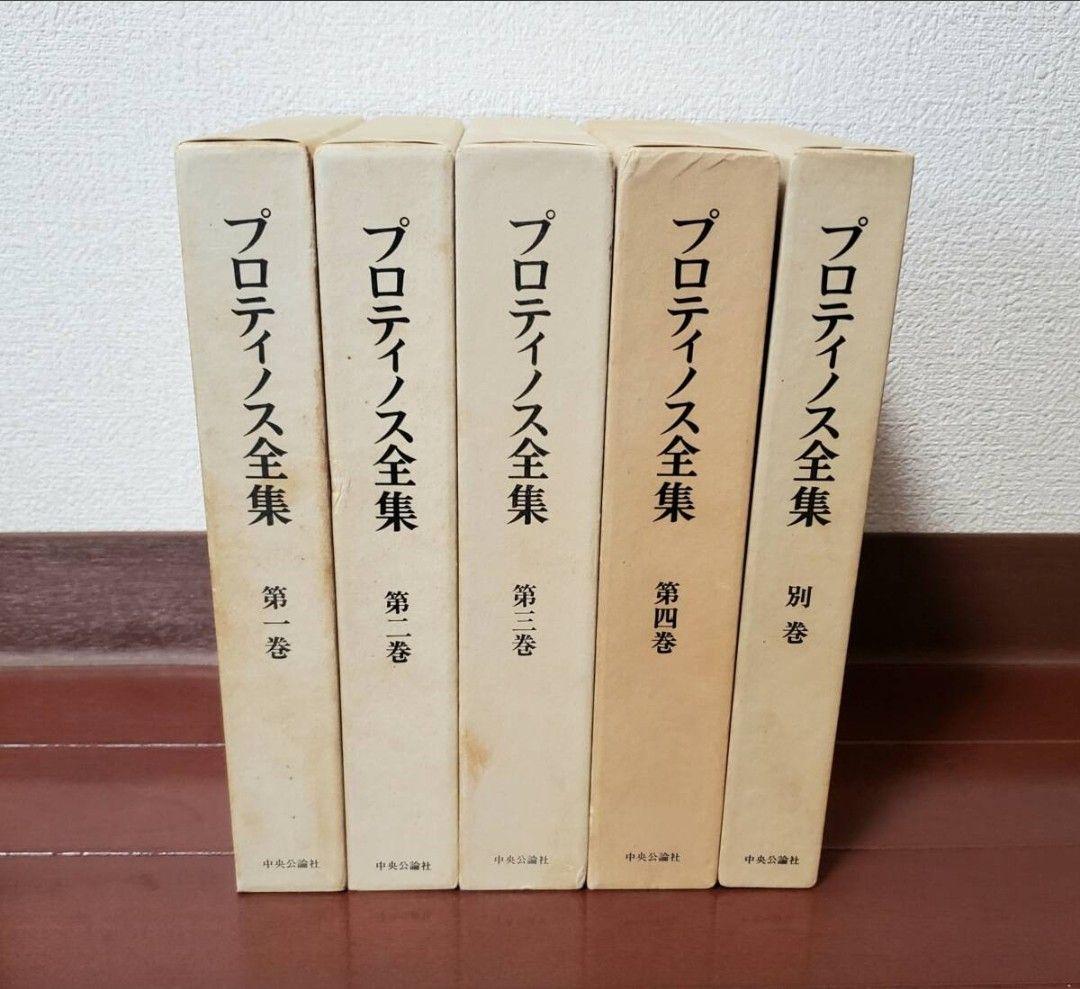 プロティノス全集
第一巻
中央公論社
プロティノス全集
第二巻
中央公論社
プロティノス全集
第三巻
中央公論社
プロティノス全集
第四巻
中央公論社
プロティノス全集
別巻
中央公論社